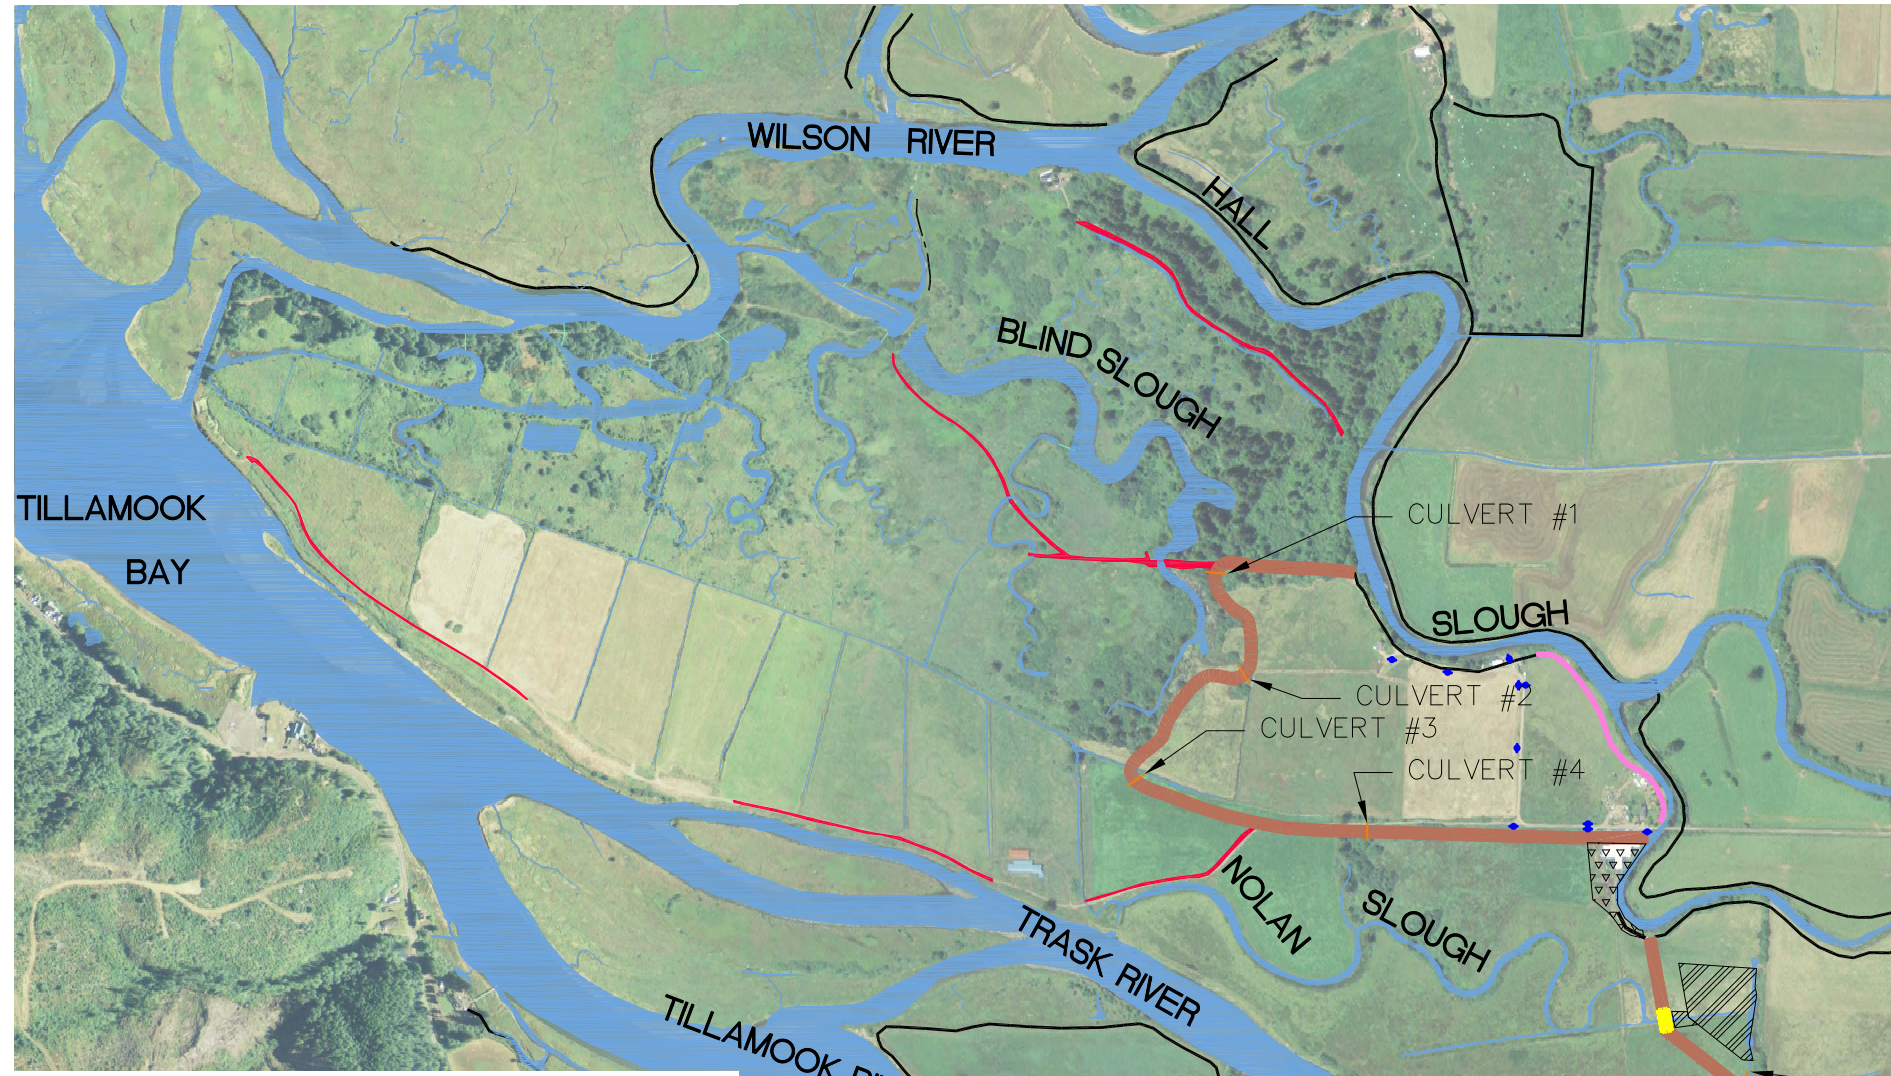 WILSON RIVER
HALL
BLIND SLOUGH
TILLAMOOK
BAY
CULVERT #1
SLOUGH
CULVERT #2
CULVERT #3
CULVERT #4
NOLAN
SLOUGH
TRASK RIVER
TILLAMOOK